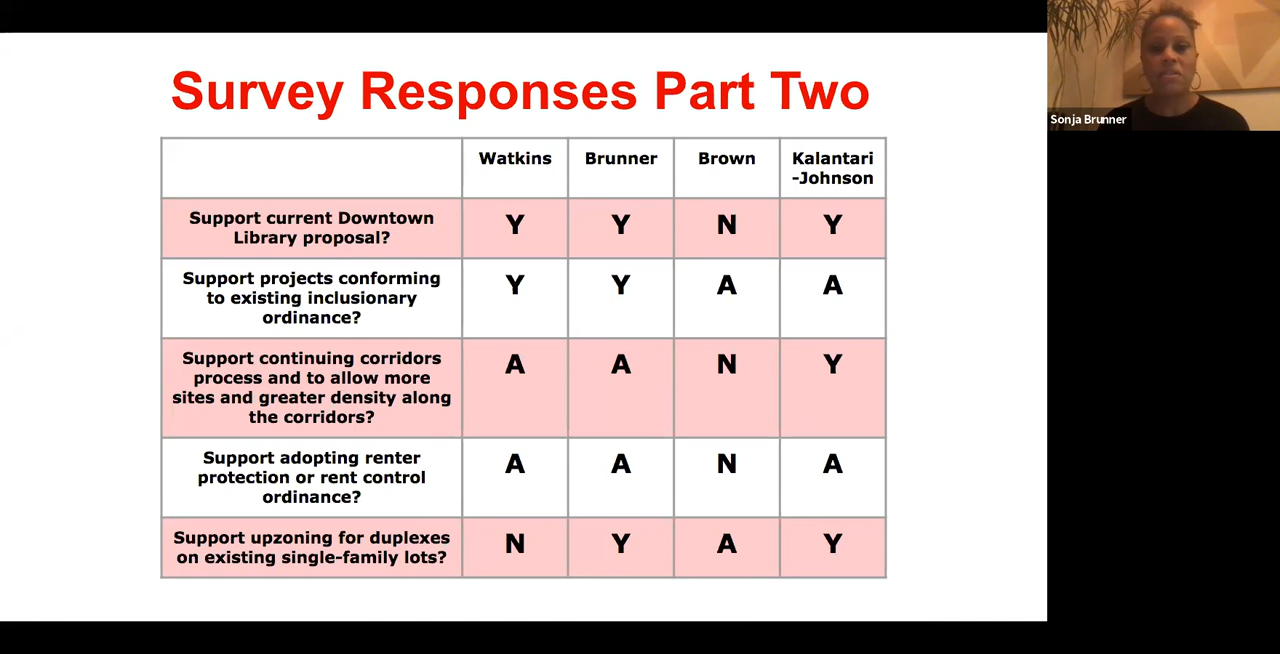 Survey Responses Part Two
Watkins Brunner Brown Kalantari
-Johnson
Support current Downtown
Library proposal?
Y Y N Y
Support projects conforming
to existing inclusionary
ordinance?
Y Y A A
Support continuing corridors
process and to allow more
sites and greater density along
the corridors?
A A N Y
Support adopting renter
protection or rent control
ordinance?
A A N A
Support upzoning for duplexes
on existing single-family lots?
N Y A Y
Sonja Brunner